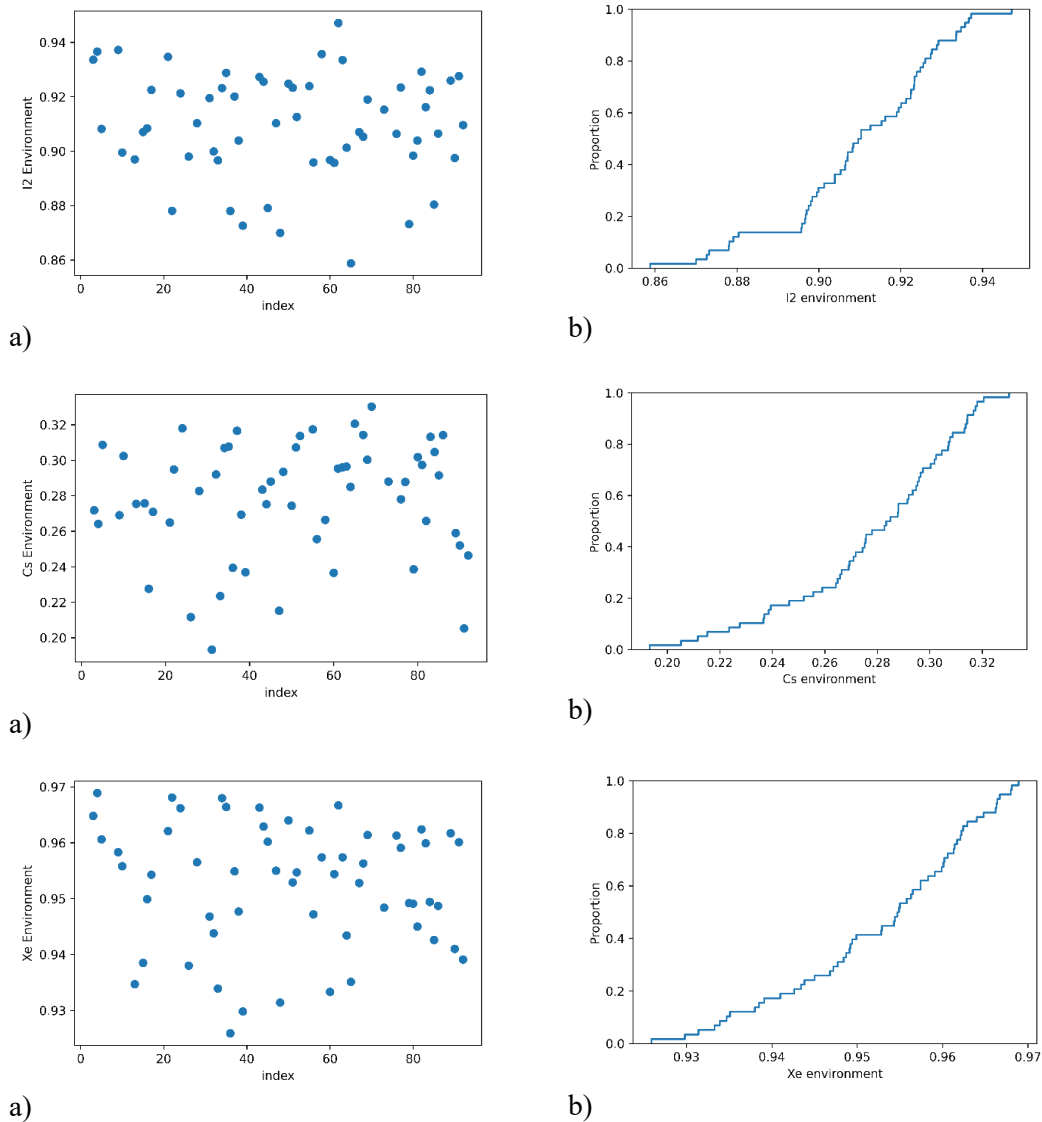 0.94
0.92
0.90
0.88
0.86
I2 Environment
0 20 40 60 80
index
a)
1.0
0.8
0.6
0.4
0.2
0.0
Proportion
0.86 0.88 0.90 0.92 0.94
I2 environment
b)
0.32
0.30
0.28
0.26
0.24
0.22
0.20
Cs Environment
0 20 40 60 80
index
a)
1.0
0.8
0.6
0.4
0.2
0.0
Proportion
0.20 0.22 0.24 0.26 0.28 0.30 0.32
Cs environment
b)
0.97
0.96
0.95
0.94
0.93
Xe Environment
0 20 40 60 80
index
a)
1.0
0.8
0.6
0.4
0.2
0.0
Proportion
0.93 0.94 0.95 0.96 0.97
Xe environment
b)